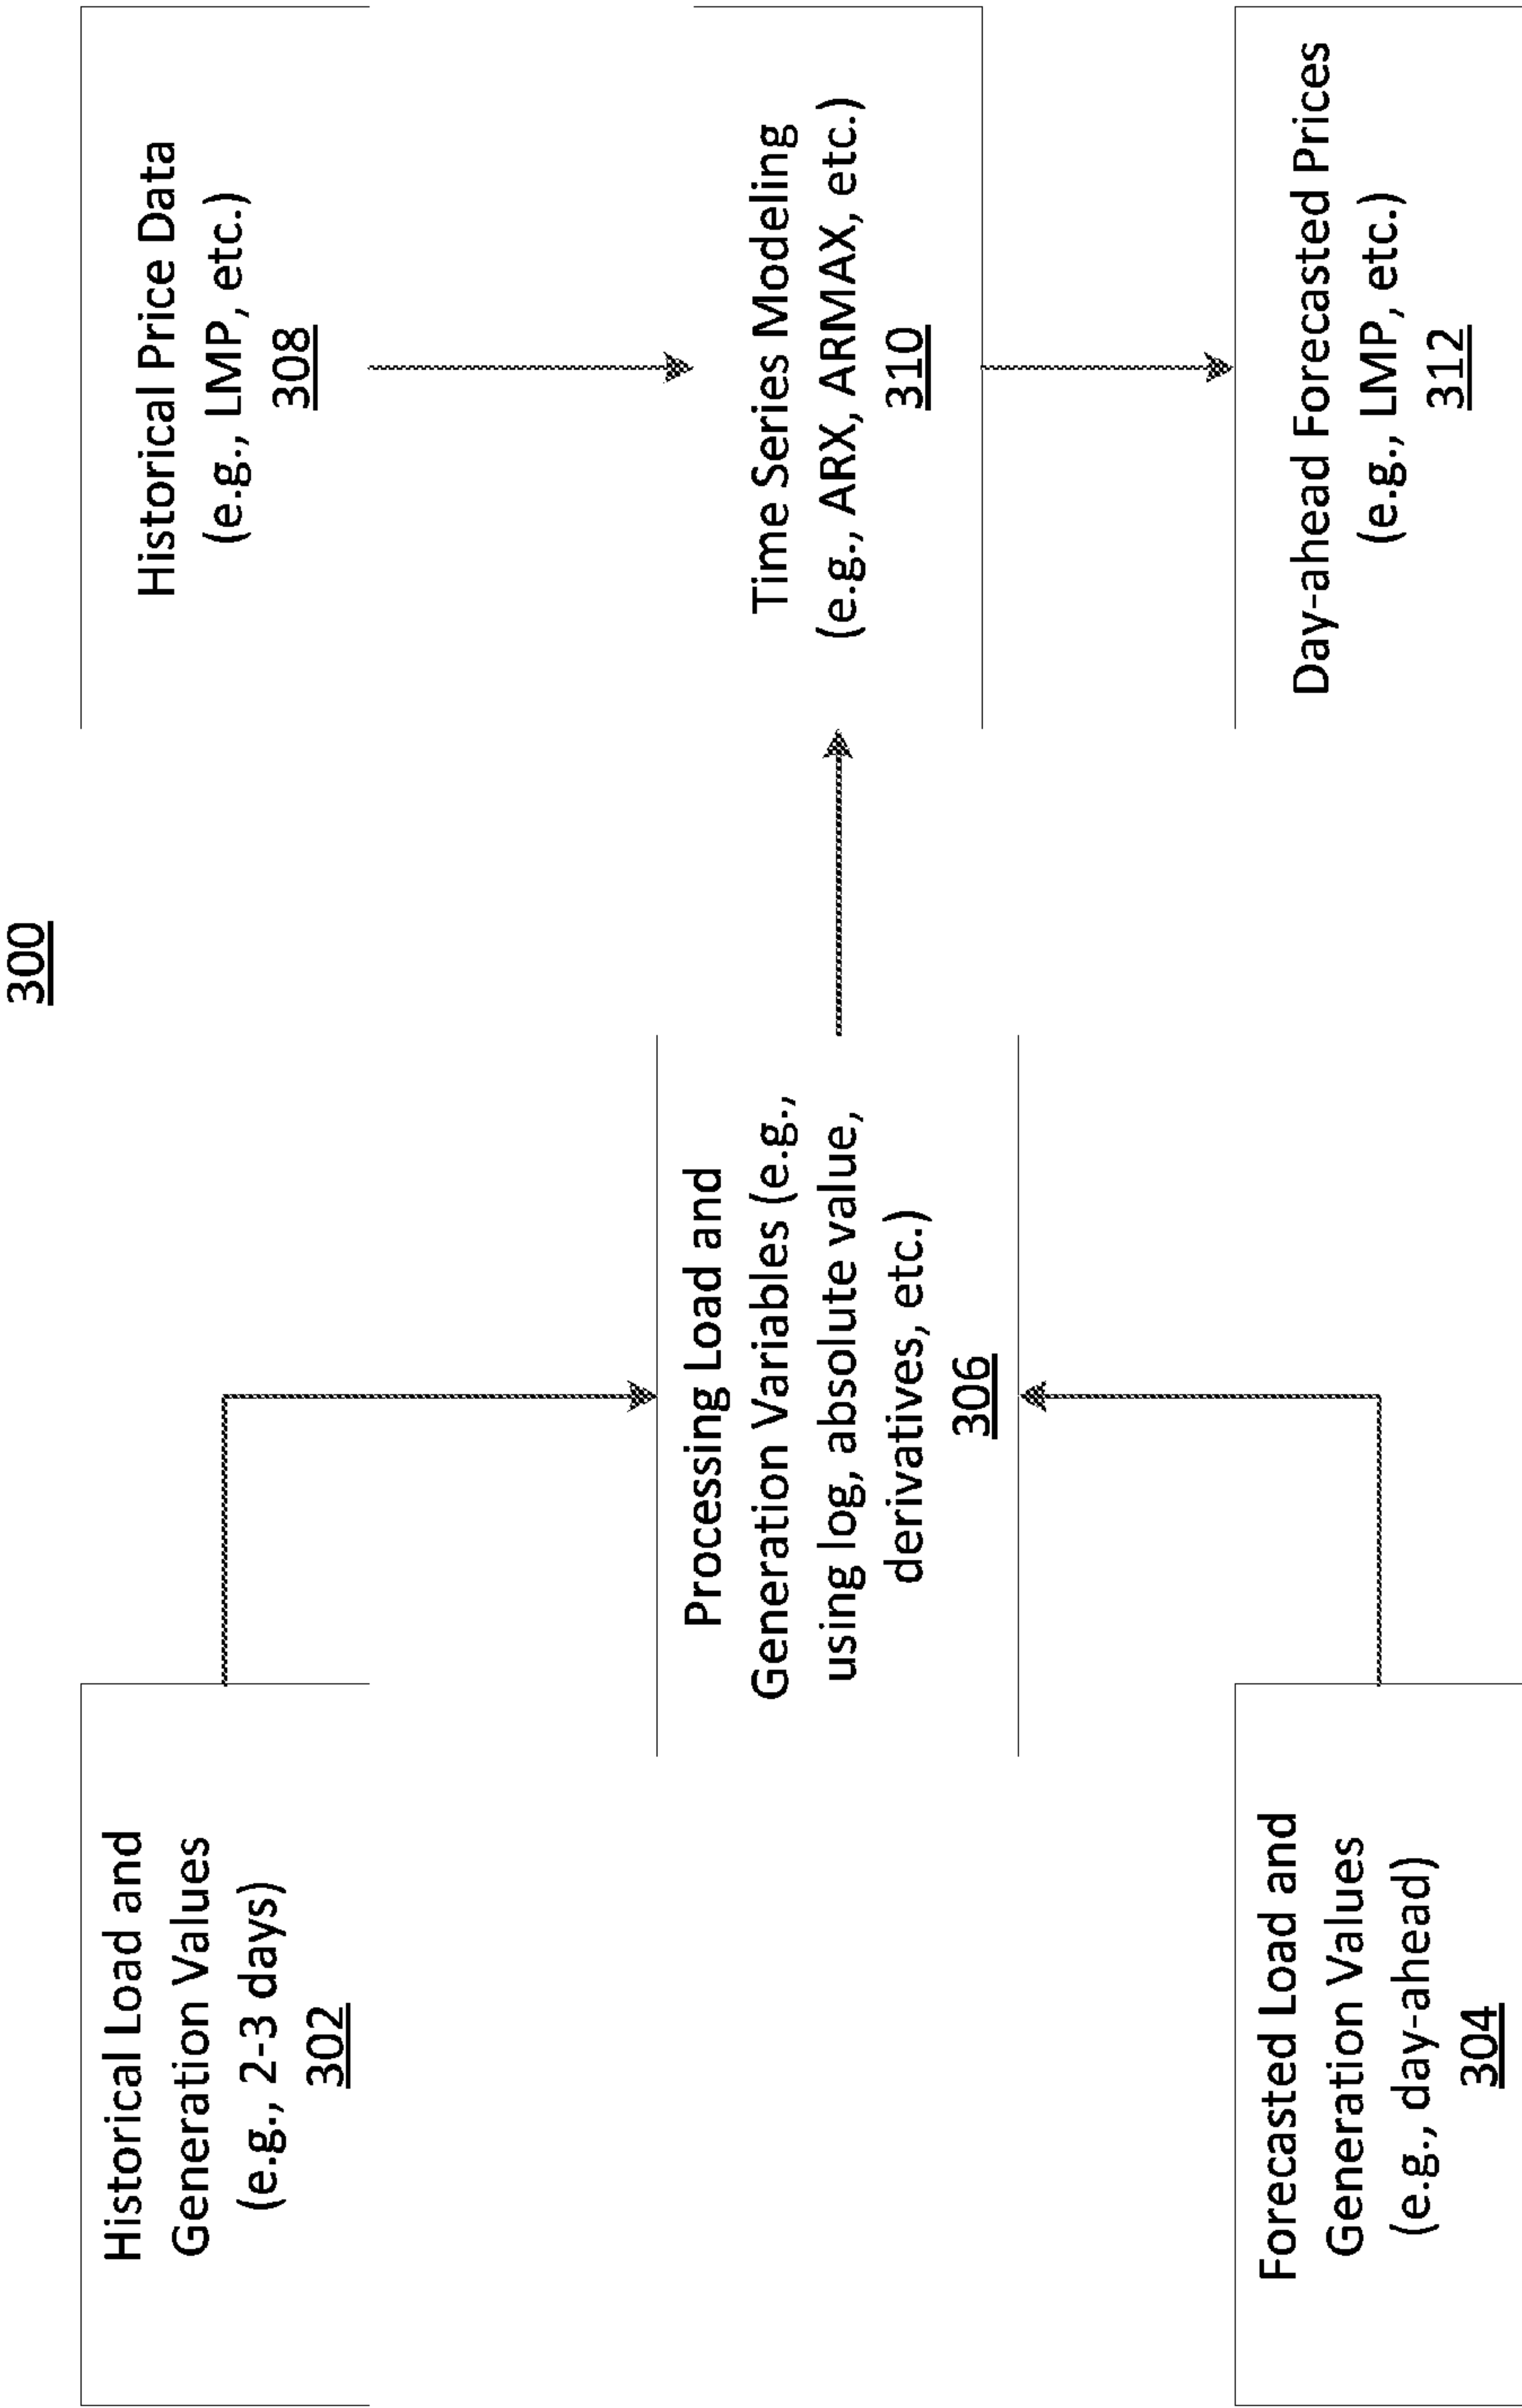 300
Historical Load and
Generation Values
(e.g., 2-3 days)
302
Forecasted Load and
Generation Values
(e.g., day-ahead)
304
Processing Load and
Generation Variables (e.g.,
using log, absolute value,
derivatives, etc.)
306
Historical Price Data
(e.g., LMP, etc.)
308
Time Series Modeling
(e.g., ARX, ARMAX, etc.)
310
Day-ahead Forecasted Prices
(e.g., LMP, etc.)
312